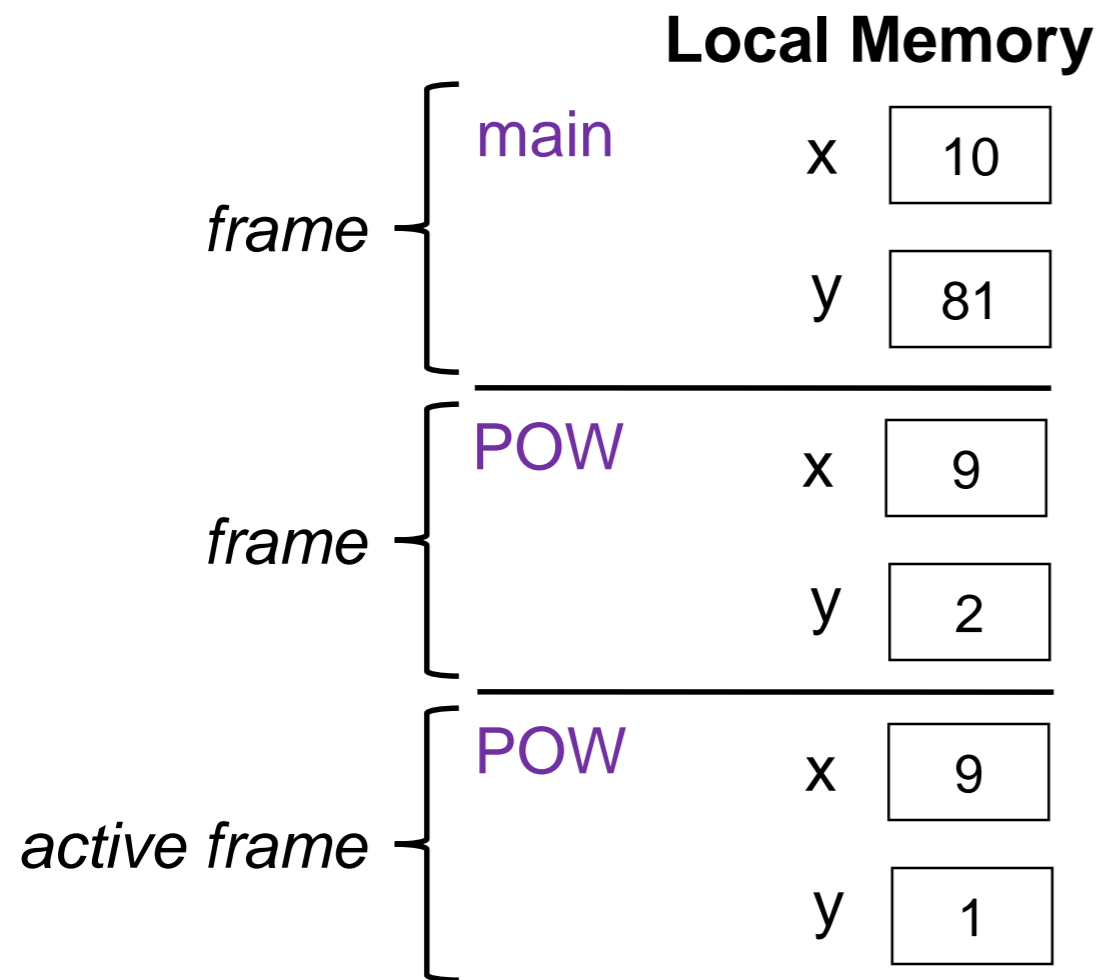 Local Memory
main x 10
frame
y 81
POW x 9
frame
y 2
POW x 9
active frame
y 1